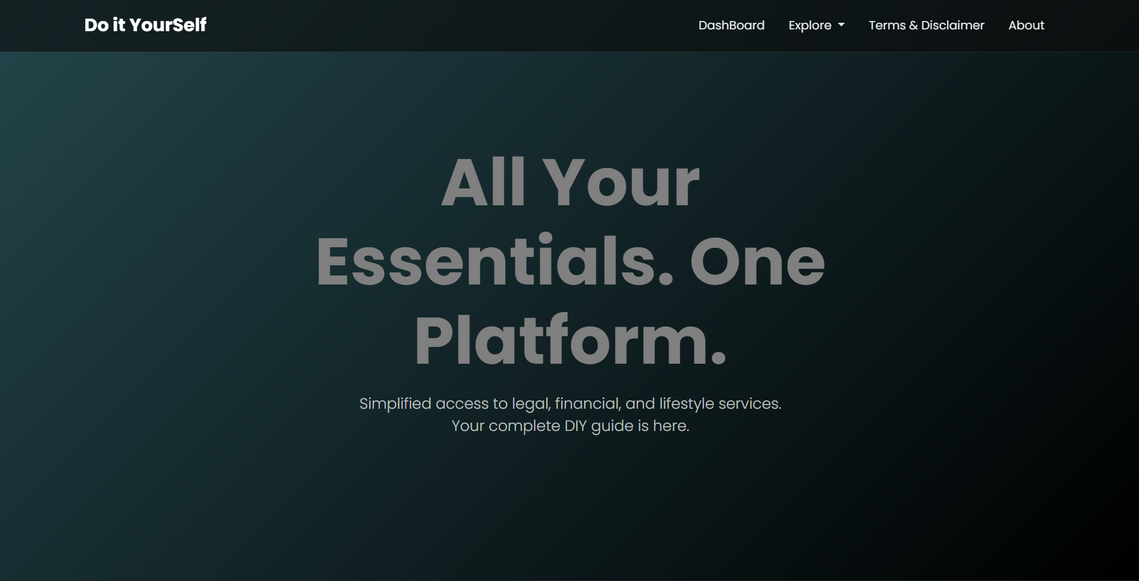 Do it YourSelf
DashBoard Explore Terms & Disclaimer About
All Your
Essentials. One
Platform.
Simplified access to legal, financial, and lifestyle services.
Your complete DIY guide is here.